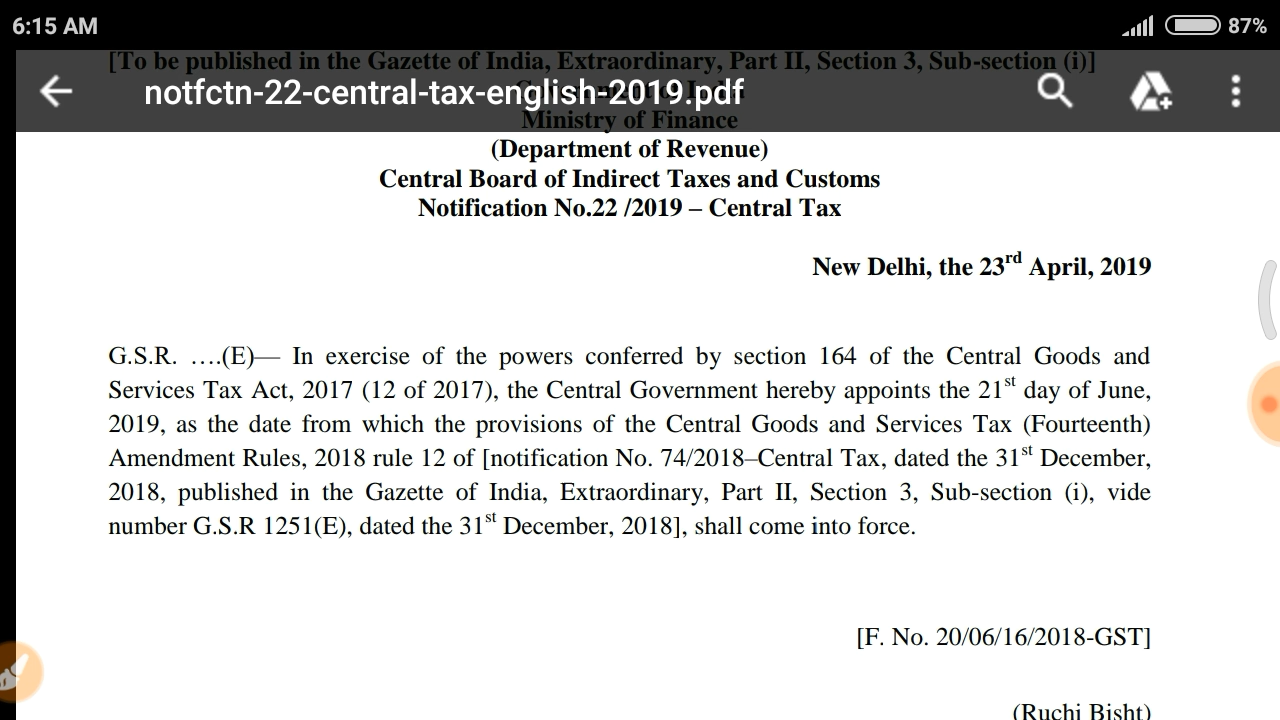 6:15 AM
87%
[To be published in the Gazette of India, Extraordinary, Part II, Section 3, Sub-section (i)]
notfctn-22-central-tax-english-2019.pdf
Ministry of Finance
(Department of Revenue)
Central Board of Indirect Taxes and Customs
Notification No.22 /2019 – Central Tax
New Delhi, the 23rd April, 2019
G.S.R. ….(E)— In exercise of the powers conferred by section 164 of the Central Goods and
Services Tax Act, 2017 (12 of 2017), the Central Government hereby appoints the 21st day of June,
2019, as the date from which the provisions of the Central Goods and Services Tax (Fourteenth)
Amendment Rules, 2018 rule 12 of [notification No. 74/2018–Central Tax, dated the 31st December,
2018, published in the Gazette of India, Extraordinary, Part II, Section 3, Sub-section (i), vide
number G.S.R 1251(E), dated the 31st December, 2018], shall come into force.
[F. No. 20/06/16/2018-GST]
(Ruchi Bisht)